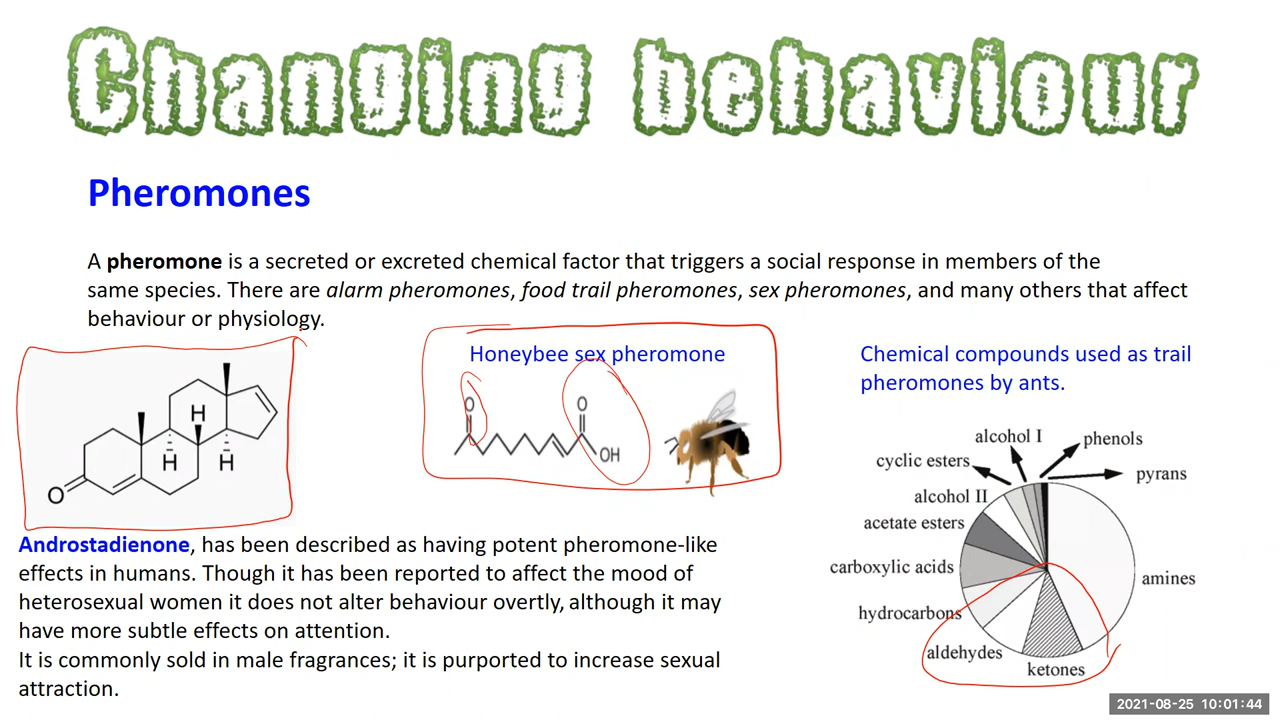 Changing behaviour
Pheromones
A pheromone is a secreted or excreted chemical factor that triggers a social response in members of the
same species. There are alarm pheromones, food trail pheromones, sex pheromones, and many others that affect
behaviour or physiology.
H
H
H
O
Androstadienone, has been described as having potent pheromone-like
effects in humans. Though it has been reported to affect the mood of
heterosexual women it does not alter behaviour overtly, although it may
have more subtle effects on attention.
It is commonly sold in male fragrances; it is purported to increase sexual
attraction.
Honeybee sex pheromone
O
O
OH
Chemical compounds used as trail
pheromones by ants.
alcohol I
phenols
cyclic esters
pyrans
alcohol II
acetate esters
carboxylic acids
amines
hydrocarbons
aldehydes
ketones
2021-08-25 10:01:44